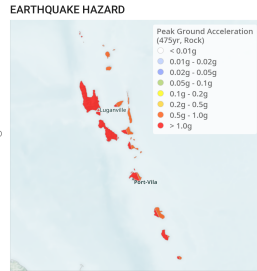 EARTHQUAKE HAZARD
Peak Ground Acceleration
(475yr, Rock)
< 0.01g
0.01g - 0.02g
0.02g - 0.05g
0.05g - 0.1g
0.1g - 0.2g
0.2g - 0.5g
0.5g - 1.0g
> 1.0g
Luganville
Port-Vila